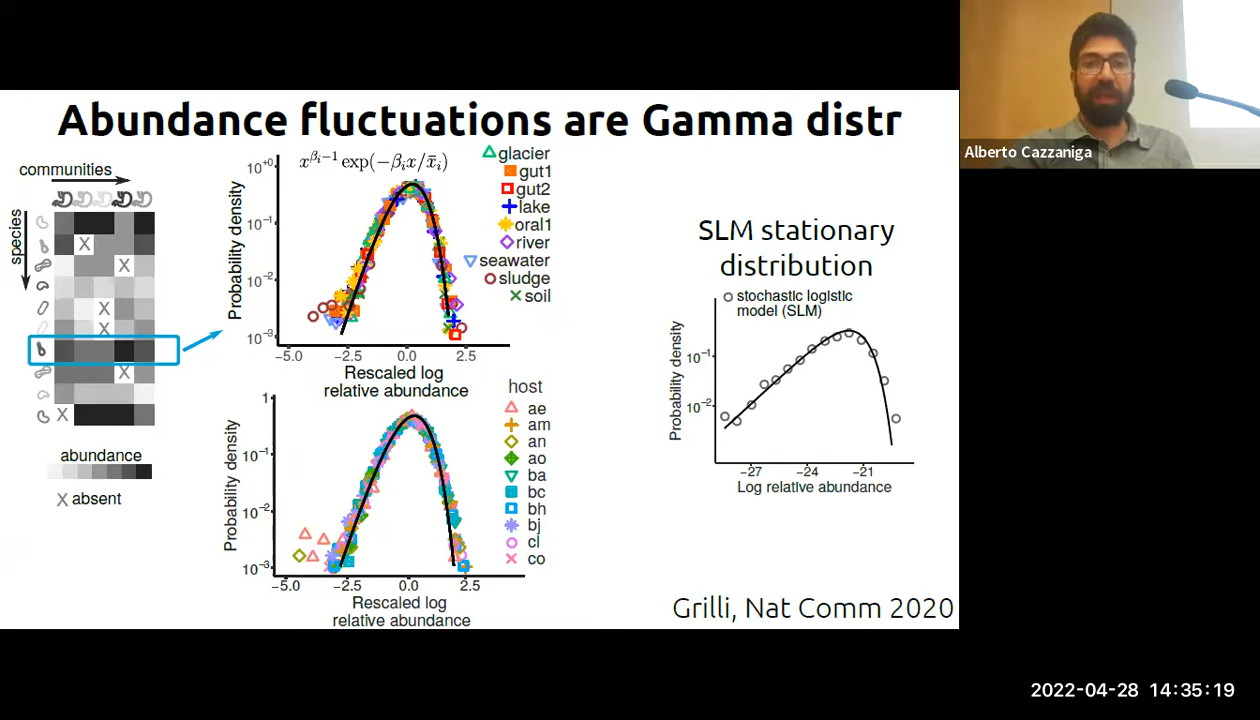 Abundance fluctuations are Gamma distr
communities
species
X
X
X
X
X
X
abundance
X absent
x^{β_i−1} exp(−β_i x/x̄_i)
Probability density
10⁺⁰
10⁻¹
10⁻²
10⁻³
-5.0 -2.5 0.0 2.5
Rescaled log
relative abundance
glacier
gut1
gut2
lake
oral1
river
seawater
sludge
soil
Probability density
1
10⁻¹
10⁻²
10⁻³
-5.0 -2.5 0.0 2.5
Rescaled log
relative abundance
host
ae
am
an
ao
ba
bc
bh
bj
cl
co
SLM stationary
distribution
stochastic logistic
model (SLM)
Probability density
10⁻¹
10⁻²
−27 −24 −21
Log relative abundance
Grilli, Nat Comm 2020
Alberto Cazzaniga
2022-04-28 14:35:19